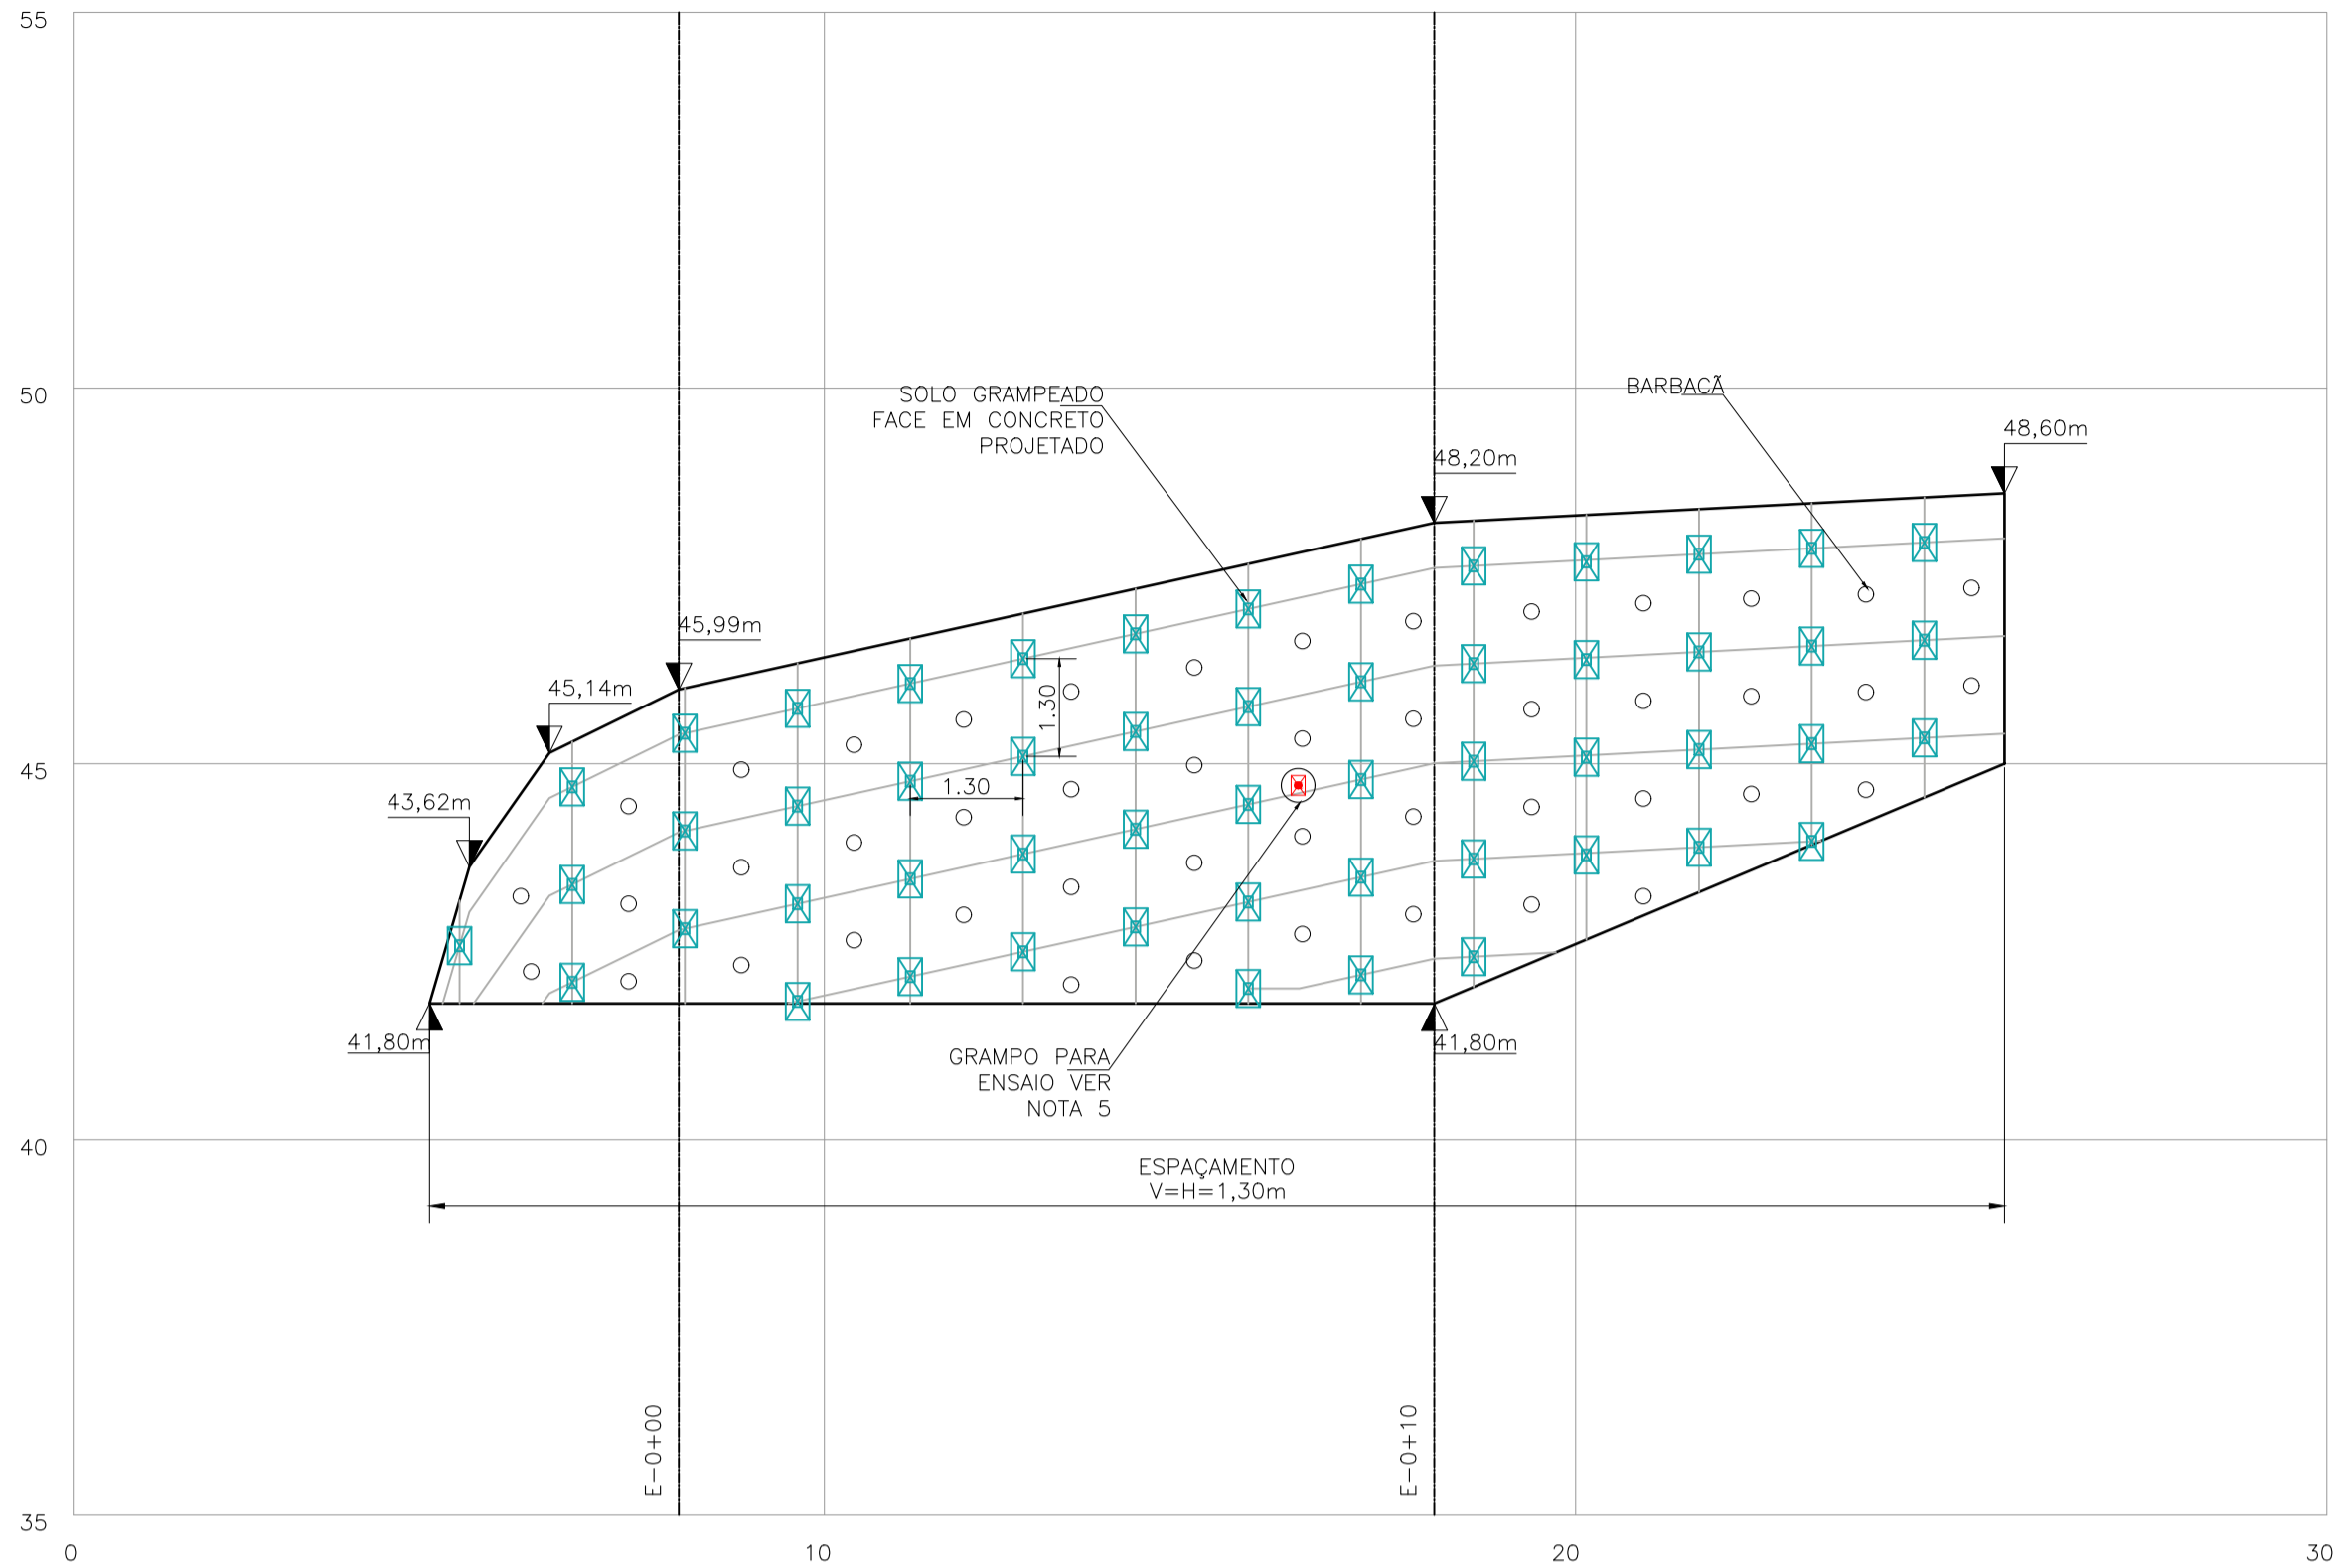 55
50
SOLO GRAMPEADO
FACE EM CONCRETO
PROJETADO
BARBACÃ
48,60m
48,20m
45,99m
45,14m
1.30
45
1.30
43,62m
41,80m
41,80m
GRAMPO PARA
ENSAIO VER
NOTA 5
40
ESPAÇAMENTO
V=H=1,30m
E-0+00
E-0+10
35
0
10
20
30